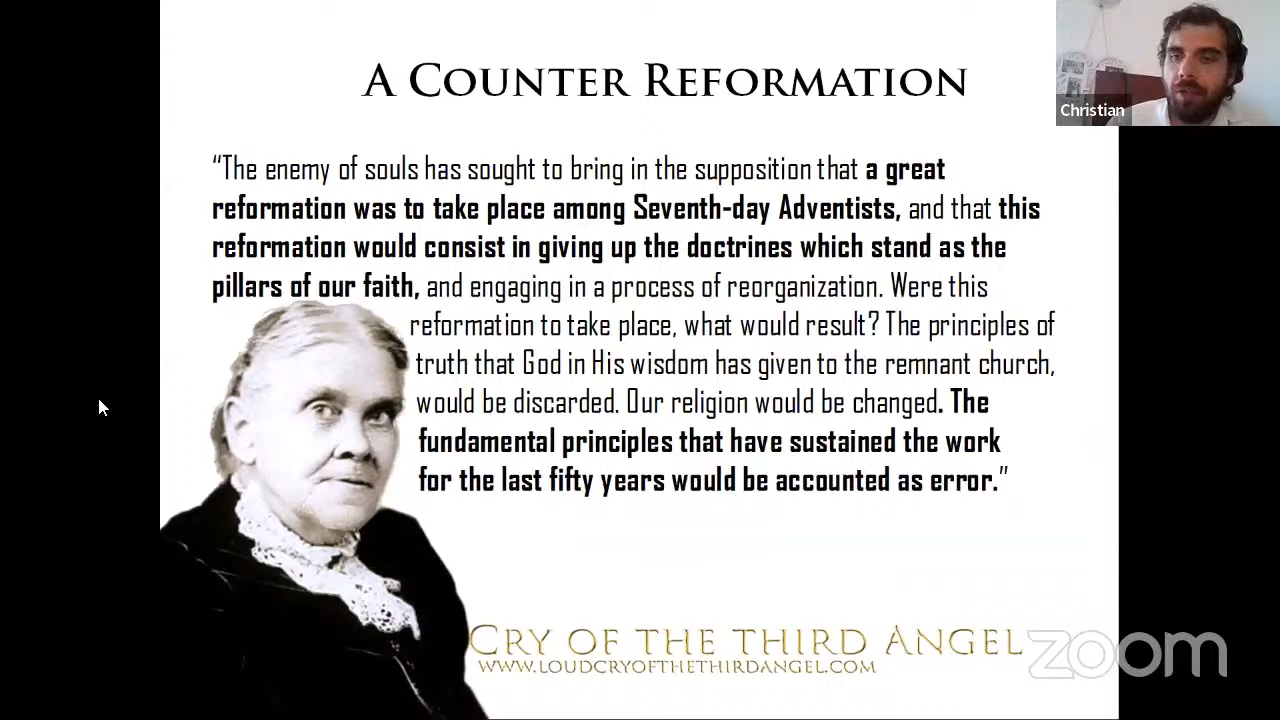 A Counter Reformation
Christian
“The enemy of souls has sought to bring in the supposition that a great
reformation was to take place among Seventh-day Adventists, and that this
reformation would consist in giving up the doctrines which stand as the
pillars of our faith, and engaging in a process of reorganization. Were this
reformation to take place, what would result? The principles of
truth that God in His wisdom has given to the remnant church,
would be discarded. Our religion would be changed. The
fundamental principles that have sustained the work
for the last fifty years would be accounted as error.”
Cry of the third Angel
www.loudcryofthethirdangel.com
zoom